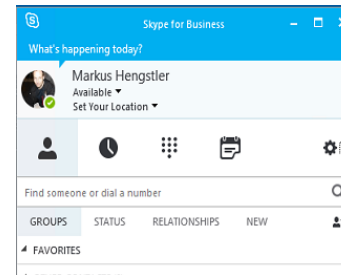 Skype for Business
What's happening today?
Markus Hengstler
Available
Set Your Location
Find someone or dial a number
GROUPS STATUS RELATIONSHIPS NEW
FAVORITES